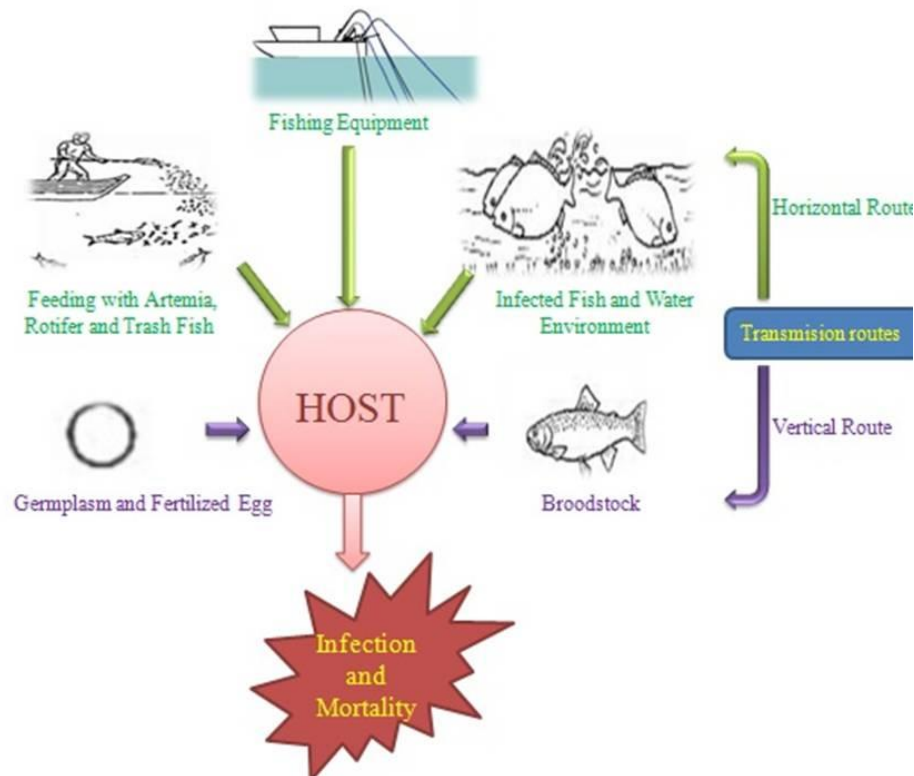 Fishing Equipment
Feeding with Artemia,
Rotifer and Trash Fish
Infected Fish and Water
Environment
Horizontal Route
Transmision routes
HOST
Vertical Route
Germplasm and Fertilized Egg
Broodstock
Infection
and
Mortality